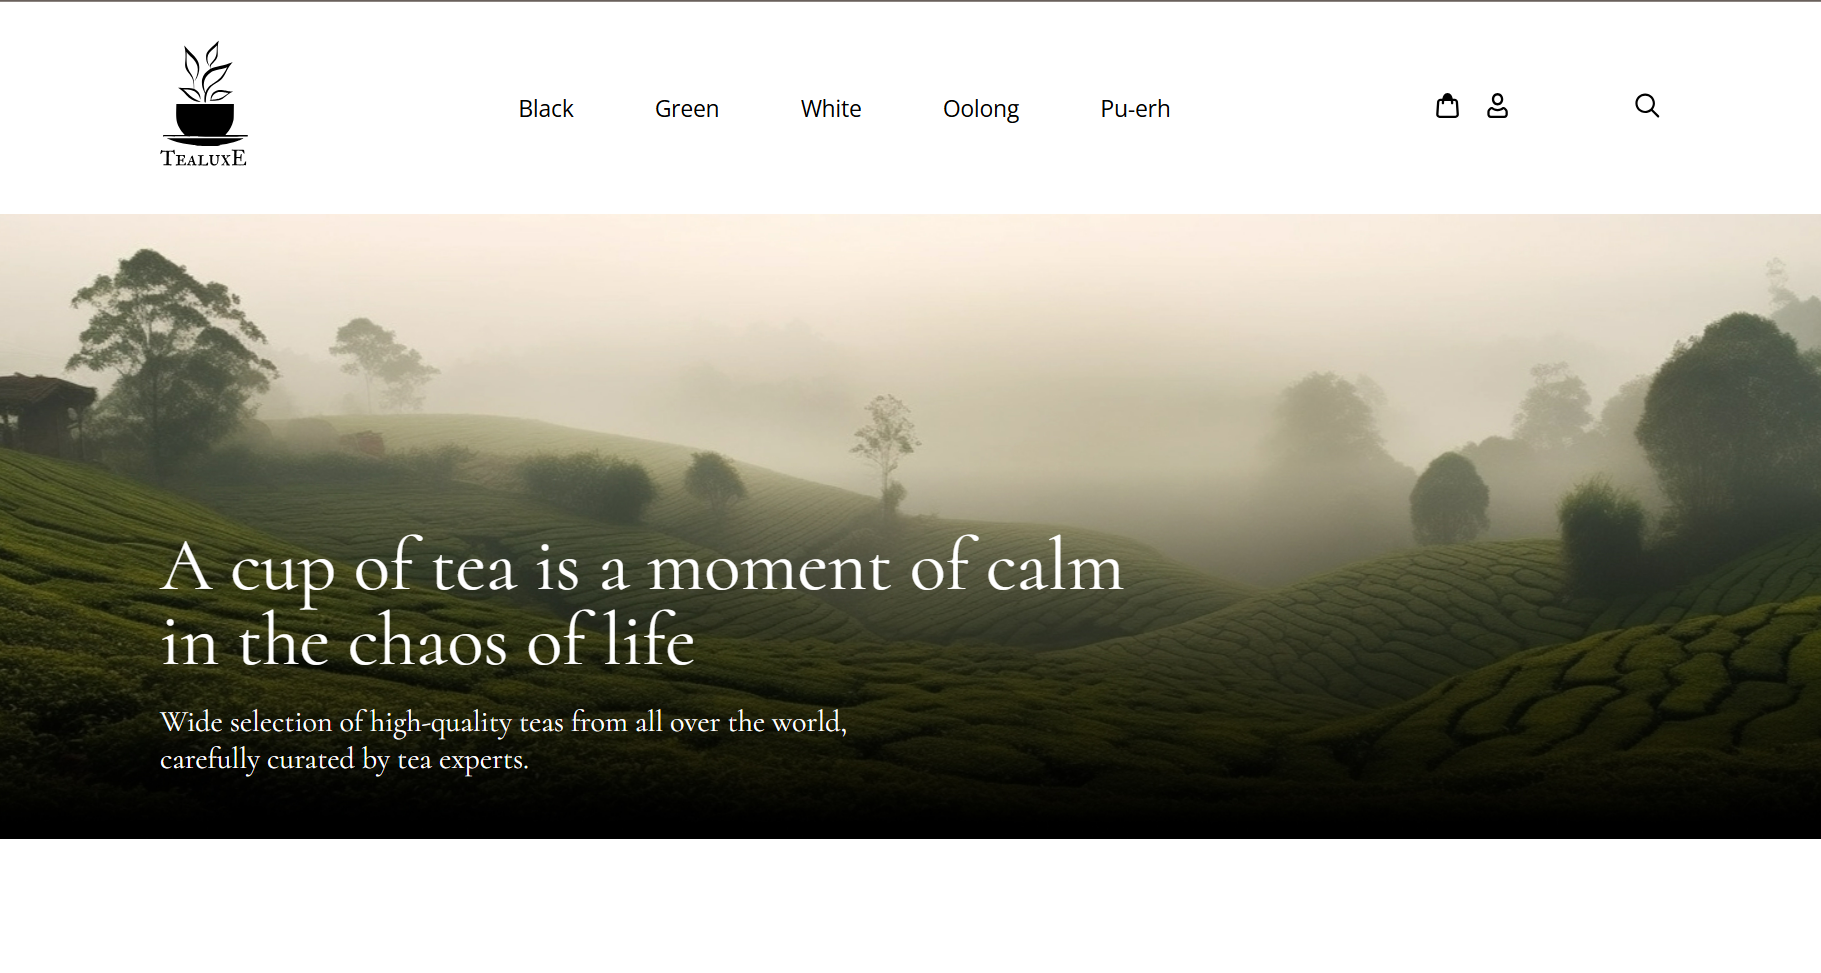 TEALUXE
Black Green White Oolong Pu-erh
A cup of tea is a moment of calm
in the chaos of life
Wide selection of high-quality teas from all over the world,
carefully curated by tea experts.